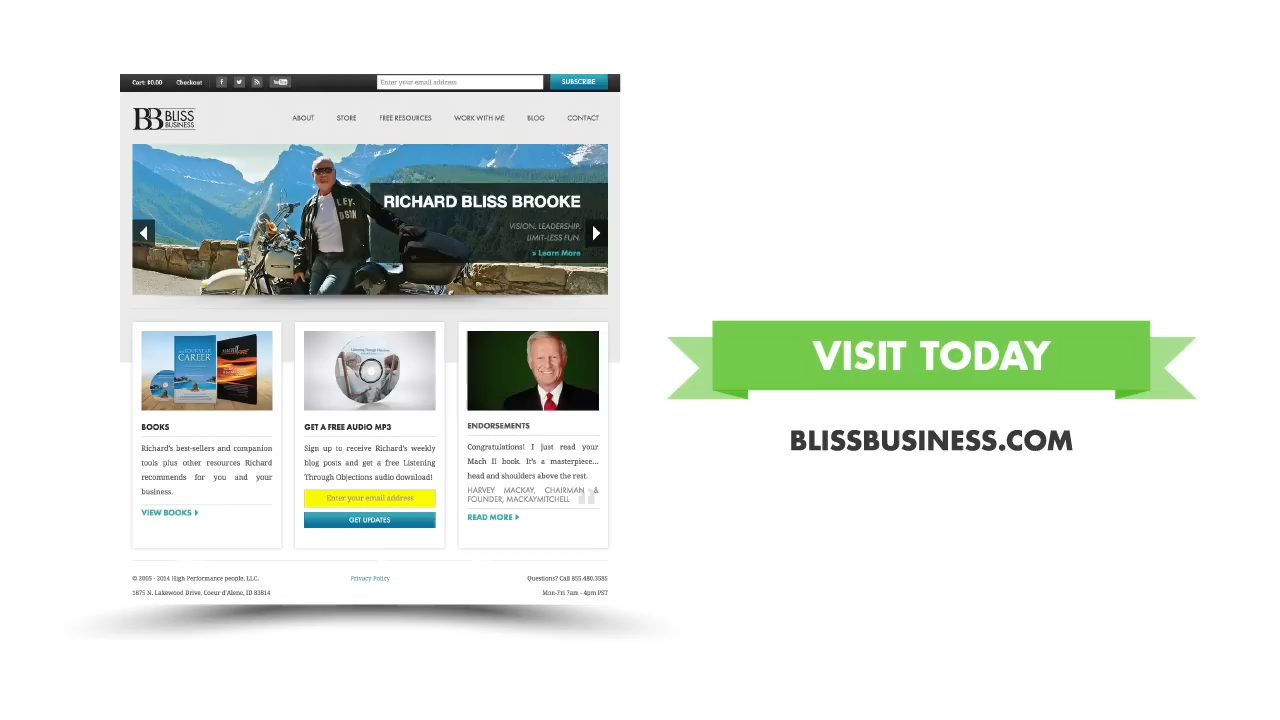 Cart: $0.00 Checkout
Enter your email address
SUBSCRIBE
BB BLISS
BUSINESS
ABOUT STORE FREE RESOURCES WORK WITH ME BLOG CONTACT
RICHARD BLISS BROOKE
VISION, LEADERSHIP,
LIMIT-LESS FUN.
» Learn More
BOOKS
Richard's best-sellers and companion
tools plus other resources Richard
recommends for you and your
business.
VIEW BOOKS
GET A FREE AUDIO MP3
Sign up to receive Richard's weekly
blog posts and get a free Listening
Through Objections audio download!
Enter your email address
GET UPDATES
ENDORSEMENTS
Congratulations! I just read your
Mach II book. It's a masterpiece...
head and shoulders above the rest.
HARVEY MACKAY, CHAIRMAN &
FOUNDER, MACKAYMITCHELL
READ MORE
© 2005 - 2014 High Performance people, LLC.
Privacy Policy
Questions? Call 855.480.3585
1875 N. Lakewood Drive, Coeur d'Alene, ID 83814
Mon-Fri 7am - 4pm PST
VISIT TODAY
BLISSBUSINESS.COM